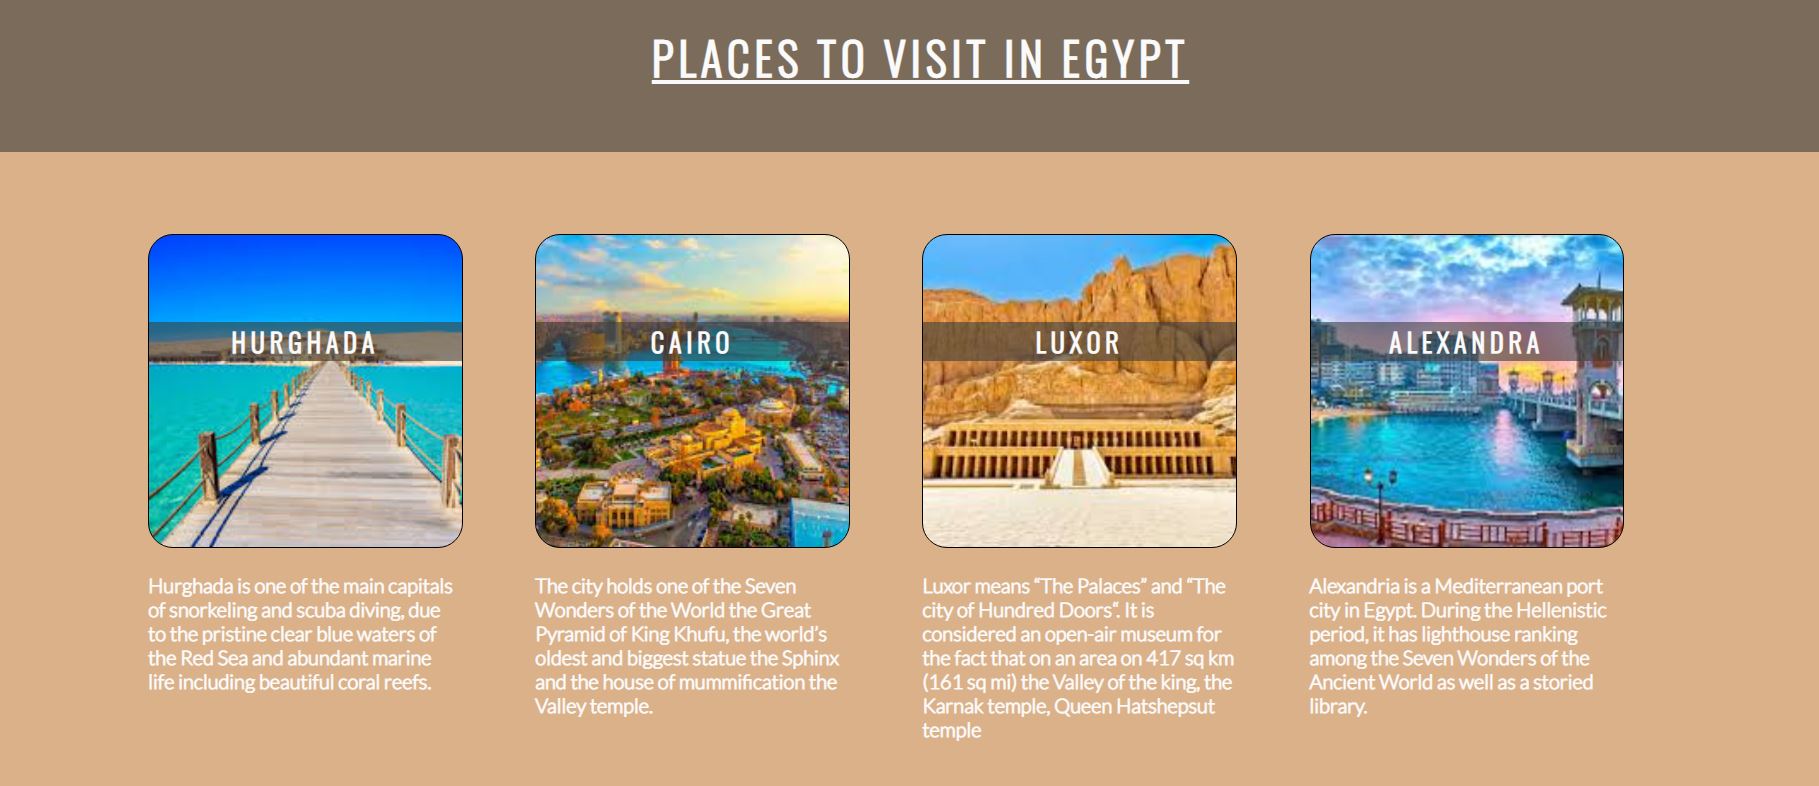 PLACES TO VISIT IN EGYPT
HURGHADA
Hurghada is one of the main capitals
of snorkeling and scuba diving, due
to the pristine clear blue waters of
the Red Sea and abundant marine
life including beautiful coral reefs.
CAIRO
The city holds one of the Seven
Wonders of the World the Great
Pyramid of King Khufu, the world’s
oldest and biggest statue the Sphinx
and the house of mummification the
Valley temple.
LUXOR
Luxor means “The Palaces” and “The
city of Hundred Doors”. It is
considered an open-air museum for
the fact that on an area on 417 sq km
(161 sq mi) the Valley of the king, the
Karnak temple, Queen Hatshepsut
temple
ALEXANDRA
Alexandria is a Mediterranean port
city in Egypt. During the Hellenistic
period, it has lighthouse ranking
among the Seven Wonders of the
Ancient World as well as a storied
library.